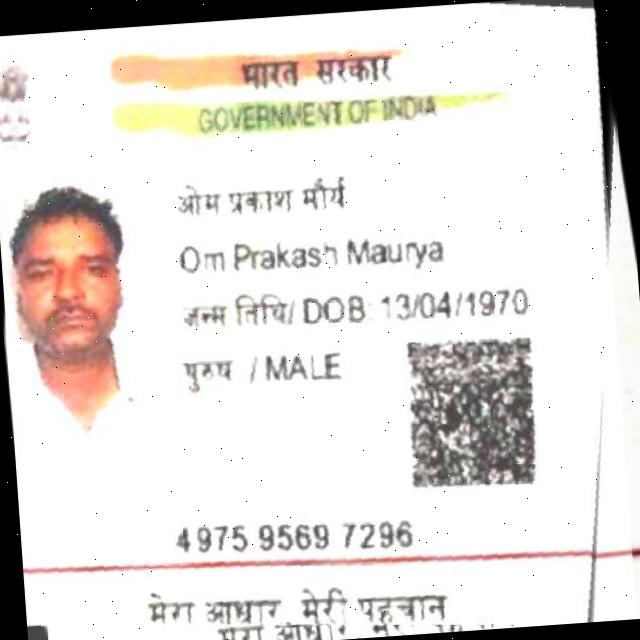 भारत सरकार
GOVERNMENT OF INDIA
ओम प्रकाश मौर्य
Om Prakash Maurya
जन्म तिथि/ DOB: 13/04/1970
पुरुष / MALE
4975 9569 7296
मेरा आधार, मेरी पहचान
मेरा आधार